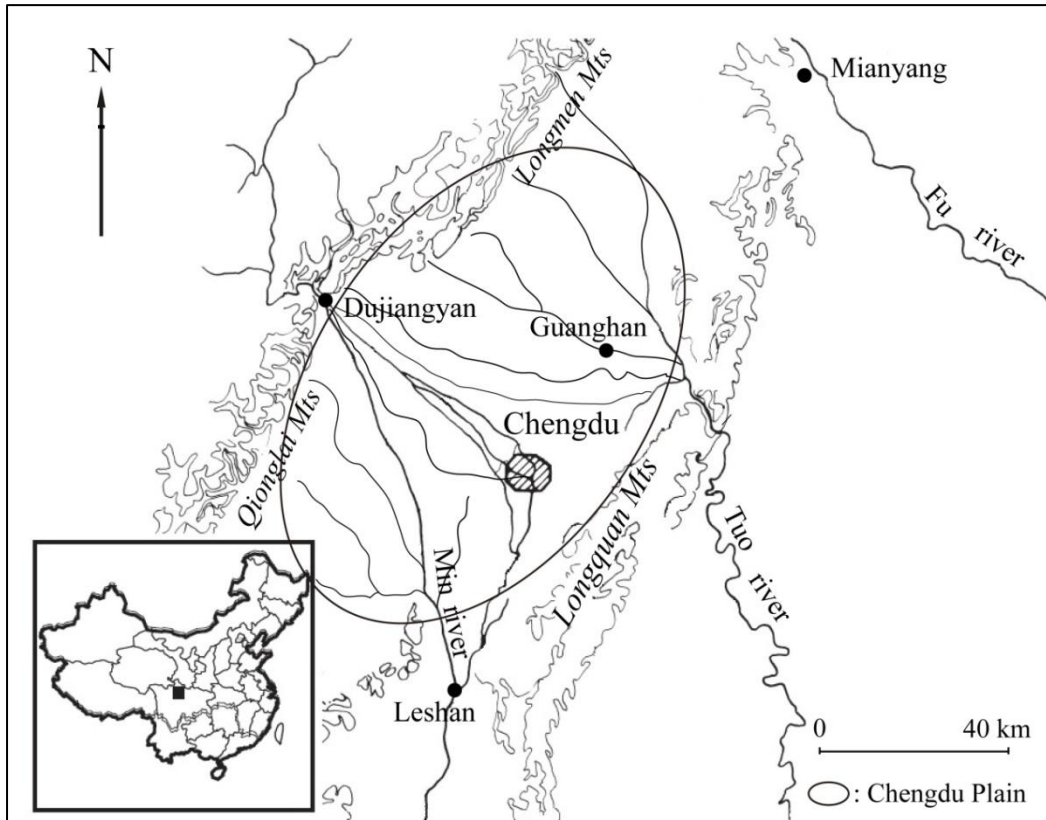 N
Longmen Mts
Mianyang
Fu river
Dujiangyan
Guanghan
Chengdu
Qionglai Mts
Longquan Mts
Tuo river
Min river
Leshan
0 40 km
: Chengdu Plain